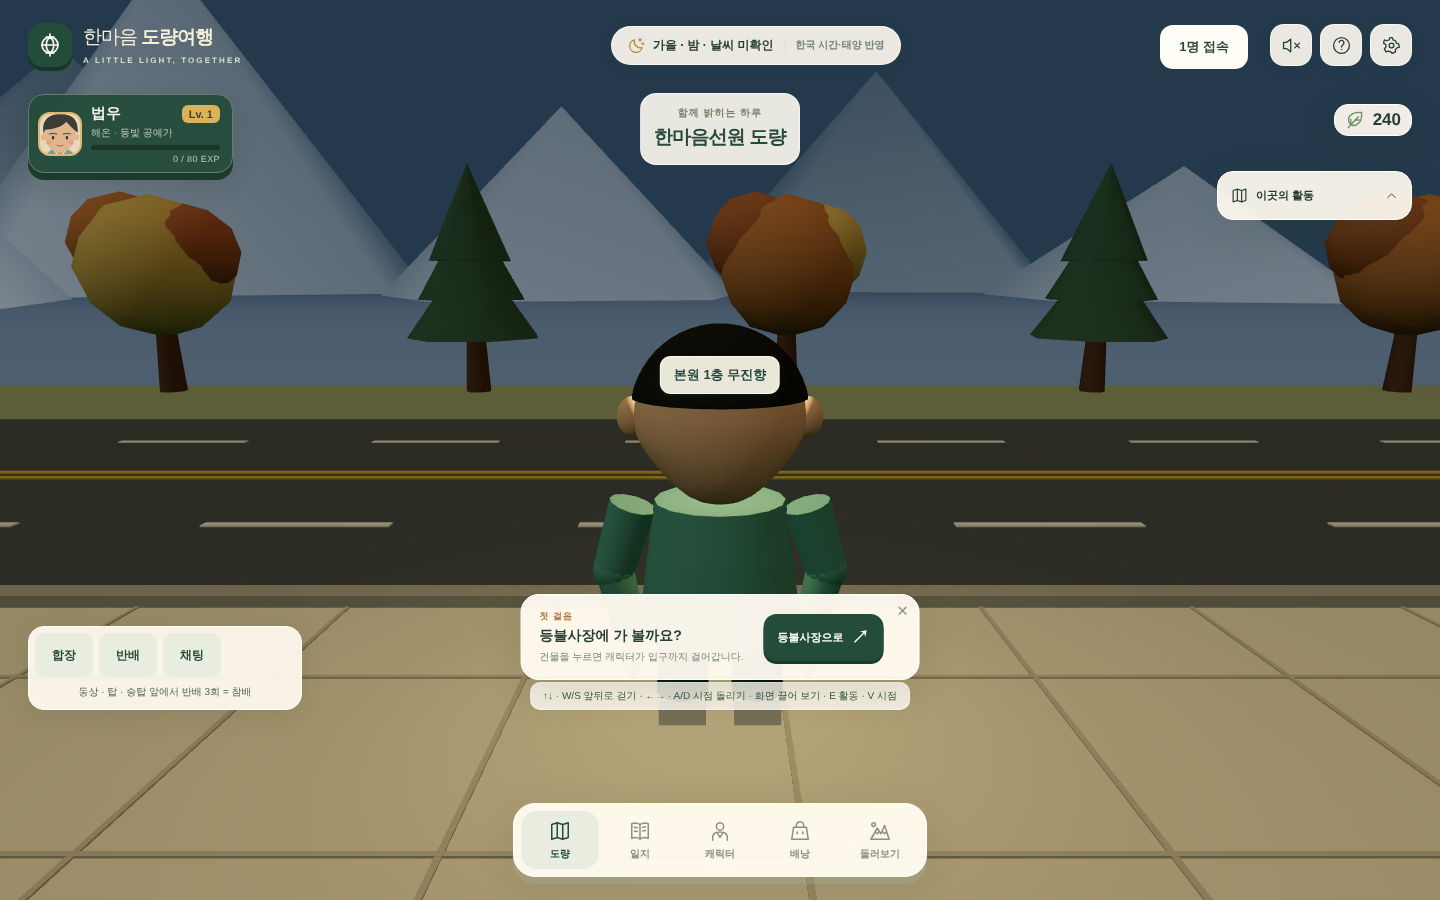 한마음 도량여행
A LITTLE LIGHT, TOGETHER
가을 · 밤 · 날씨 미확인
한국 시간·태양 반영
1명 접속
법우
Lv. 1
해온 · 등빛 공예가
0 / 80 EXP
함께 밝히는 하루
한마음선원 도량
240
이곳의 활동
본원 1층 무진향
첫 걸음
등불사장에 가 볼까요?
건물을 누르면 캐릭터가 입구까지 걸어갑니다.
등불사장으로
합장
반배
채팅
동상 · 탑 · 승탑 앞에서 반배 3회 = 참배
↑↓ · W/S 앞뒤로 걷기 · ←→ · A/D 시점 돌리기 · 화면 끌어 보기 · E 활동 · V 시점
도량
일지
캐릭터
배낭
둘러보기